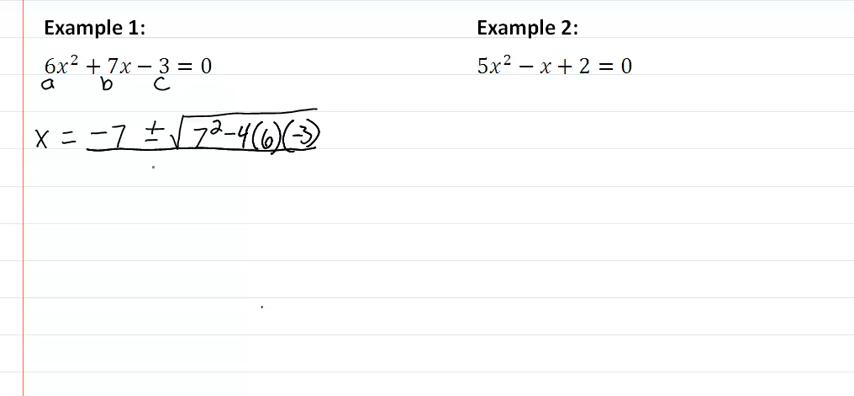 Example 1:
6x² + 7x − 3 = 0
a b c
x = −7 ± √7²−4(6)(−3)
Example 2:
5x² − x + 2 = 0